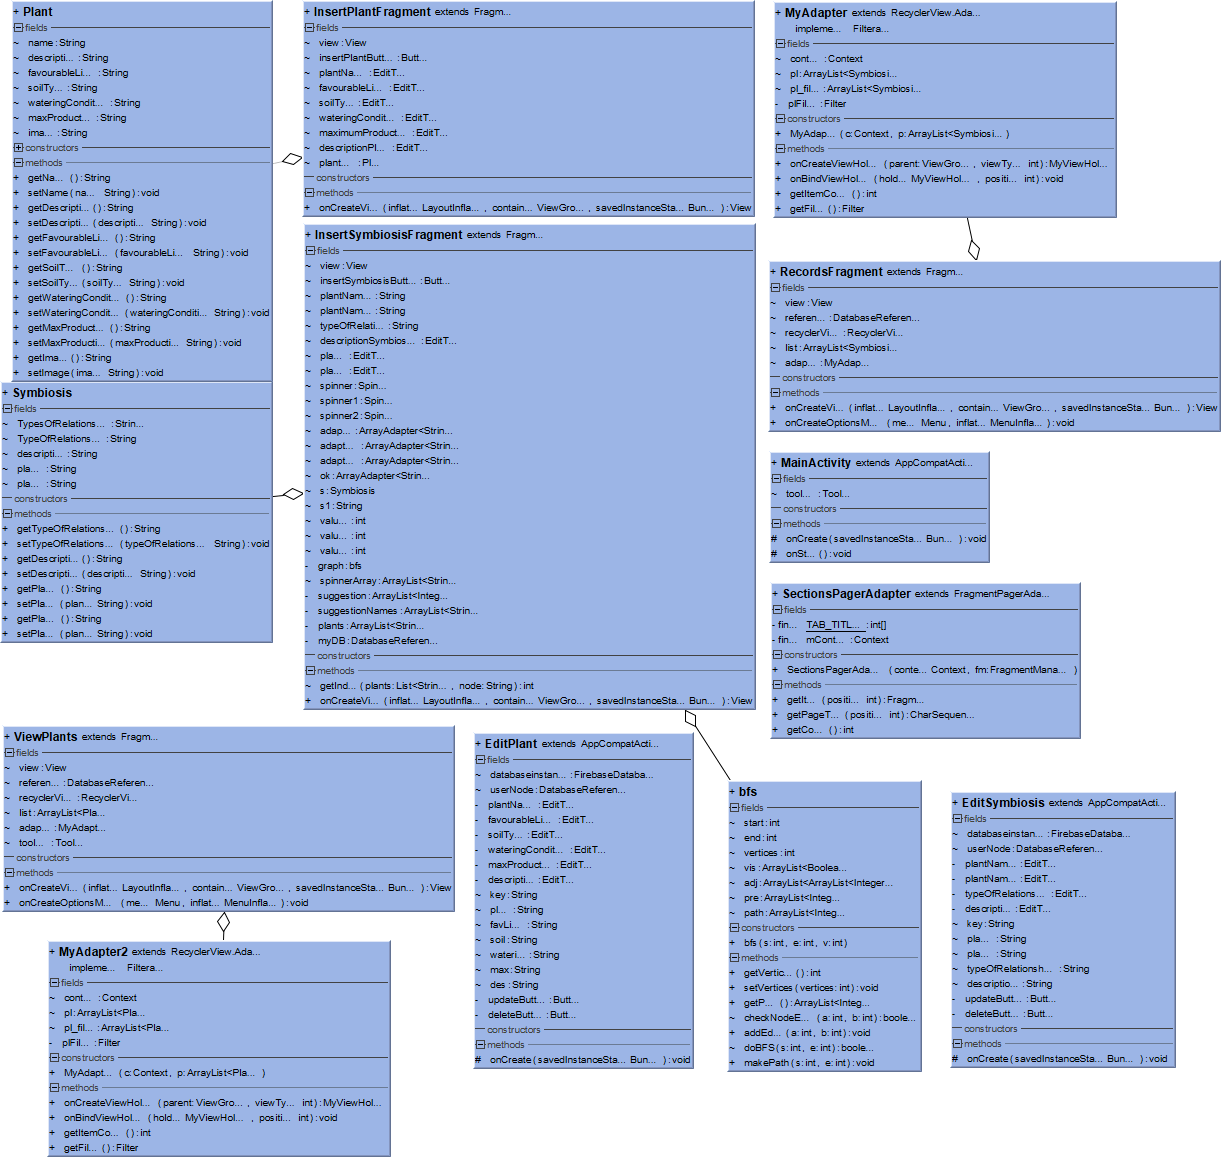 + Plant
fields
~ name : String
~ descripti... : String
~ favourableLi... : String
~ soilTy... : String
~ wateringCondit... : String
~ maxProduct... : String
~ ima... : String
constructors
methods
+ getNa... () : String
+ setName (na... String) : void
+ getDescripti... () : String
+ setDescripti... (descripti... String) : void
+ getFavourableLi... () : String
+ setFavourableLi... (favourableLi... String) : void
+ getSoilT... () : String
+ setSoilTy... (soilTy... String) : void
+ getWateringCondit... () : String
+ setWateringCondit... (wateringConditi... String) : void
+ getMaxProduct... () : String
+ setMaxProducti... (maxProducti... String) : void
+ getIma... () : String
+ setImage (ima... String) : void
+ Symbiosis
fields
~ TypesOfRelations... : Strin...
~ TypeOfRelations... : String
~ descripti... : String
~ pla... : String
~ pla... : String
constructors
methods
+ getTypeOfRelations... () : String
+ setTypeOfRelations... (typeOfRelations... String) : void
+ getDescripti... () : String
+ setDescripti... (descripti... String) : void
+ getPla... () : String
+ setPla... (plan... String) : void
+ getPla... () : String
+ setPla... (plan... String) : void
+ InsertPlantFragment extends Fragm...
fields
~ view : View
~ insertPlantButt... : Butt...
~ plantNa... : EditT...
~ favourableLi... : EditT...
~ soilTy... : EditT...
~ wateringCondit... : EditT...
~ maximumProduct... : EditT...
~ descriptionPl... : EditT...
~ plant... : Pl...
constructors
methods
+ onCreateVi... (inflat... LayoutInfla... , contain... ViewGro... , savedInstanceSta... Bun... ) : View
+ InsertSymbiosisFragment extends Fragm...
fields
~ view : View
~ insertSymbiosisButt... : Butt...
~ plantNam... : String
~ plantNam... : String
~ typeOfRelati... : String
~ descriptionSymbios... : EditT...
~ pla... : EditT...
~ pla... : EditT...
~ spinner : Spin...
~ spinner1 : Spin...
~ spinner2 : Spin...
~ adap... : ArrayAdapter<Strin...
~ adapt... : ArrayAdapter<Strin...
~ adapt... : ArrayAdapter<Strin...
~ ok : ArrayAdapter<Strin...
~ s : Symbiosis
~ s1 : String
~ valu... : int
~ valu... : int
~ valu... : int
- graph : bfs
~ spinnerArray : ArrayList<Strin...
- suggestion : ArrayList<Integ...
- suggestionNames : ArrayList<Strin...
- plants : ArrayList<Strin...
- myDB : DatabaseReferen...
constructors
methods
~ getInd... (plants: List<Strin... , node: String) : int
+ onCreateVi... (inflat... LayoutInfla... , contain... ViewGro... , savedInstanceSta... Bun... ) : View
+ MyAdapter extends RecyclerView.Ada...
impleme... Filtera...
fields
~ cont... : Context
~ pl : ArrayList<Symbiosi...
~ pl_fil... : ArrayList<Symbiosi...
- plFil... : Filter
constructors
+ MyAdap... (c: Context, p: ArrayList<Symbiosi... )
methods
+ onCreateViewHol... (parent: ViewGro... , viewTy... int) : MyViewHol...
+ onBindViewHol... (hold... MyViewHol... , positi... int) : void
+ getItemCo... () : int
+ getFil... () : Filter
+ RecordsFragment extends Fragm...
fields
~ view : View
~ referen... : DatabaseReferen...
~ recyclerVi... : RecyclerVi...
~ list : ArrayList<Symbiosi...
~ adap... : MyAdap...
constructors
methods
+ onCreateVi... (inflat... LayoutInfla... , contain... ViewGro... , savedInstanceSta... Bun... ) : View
+ onCreateOptionsM... (me... Menu, inflat... MenuInfla... ) : void
+ MainActivity extends AppCompatActi...
fields
~ tool... : Tool...
constructors
methods
# onCreate (savedInstanceSta... Bun... ) : void
# onSt... () : void
+ SectionsPagerAdapter extends FragmentPagerAda...
fields
- fin... TAB_TITL... : int[]
- fin... mCont... : Context
constructors
+ SectionsPagerAda... (conte... Context, fm: FragmentMana... )
methods
+ getIt... (positi... int) : Fragm...
+ getPageT... (positi... int) : CharSequen...
+ getCo... () : int
+ ViewPlants extends Fragm...
fields
~ view : View
~ referen... : DatabaseReferen...
~ recyclerVi... : RecyclerVi...
~ list : ArrayList<Pla...
~ adap... : MyAdapt...
~ tool... : Tool...
constructors
methods
+ onCreateVi... (inflat... LayoutInfla... , contain... ViewGro... , savedInstanceSta... Bun... ) : View
+ onCreateOptionsM... (me... Menu, inflat... MenuInfla... ) : void
+ MyAdapter2 extends RecyclerView.Ada...
impleme... Filtera...
fields
~ cont... : Context
~ pl : ArrayList<Pla...
~ pl_fil... : ArrayList<Pla...
- plFil... : Filter
constructors
+ MyAdapt... (c: Context, p: ArrayList<Pla... )
methods
+ onCreateViewHol... (parent: ViewGro... , viewTy... int) : MyViewHol...
+ onBindViewHol... (hold... MyViewHol... , positi... int) : void
+ getItemCo... () : int
+ getFil... () : Filter
+ EditPlant extends AppCompatActi...
fields
~ databaseinstan... : FirebaseDataba...
~ userNode : DatabaseReferen...
- plantNa... : EditT...
- favourableLi... : EditT...
- soilTy... : EditT...
- wateringCondit... : EditT...
- maxProduct... : EditT...
- descripti... : EditT...
~ key : String
~ pl... : String
~ favLi... : String
~ soil : String
~ wateri... : String
~ max : String
~ des : String
- updateButt... : Butt...
- deleteButt... : Butt...
constructors
methods
# onCreate (savedInstanceSta... Bun... ) : void
+ bfs
fields
~ start : int
~ end : int
~ vertices : int
~ vis : ArrayList<Boolea...
~ adj : ArrayList<ArrayList<Integer...
~ pre : ArrayList<Integ...
~ path : ArrayList<Integ...
constructors
+ bfs (s: int, e: int, v: int)
methods
+ getVertic... () : int
+ setVertices (vertices: int) : void
+ getP... () : ArrayList<Integ...
~ checkNodeE... (a: int, b: int) : boole...
+ addEd... (a: int, b: int) : void
~ doBFS (s: int, e: int) : boole...
+ makePath (s: int, e: int) : void
+ EditSymbiosis extends AppCompatActi...
fields
~ databaseinstan... : FirebaseDataba...
~ userNode : DatabaseReferen...
- plantNam... : EditT...
- plantNam... : EditT...
- typeOfRelations... : EditT...
- descripti... : EditT...
~ key : String
~ pla... : String
~ pla... : String
~ typeOfRelationsh... : String
~ descriptio... : String
- updateButt... : Butt...
- deleteButt... : Butt...
constructors
methods
# onCreate (savedInstanceSta... Bun... ) : void